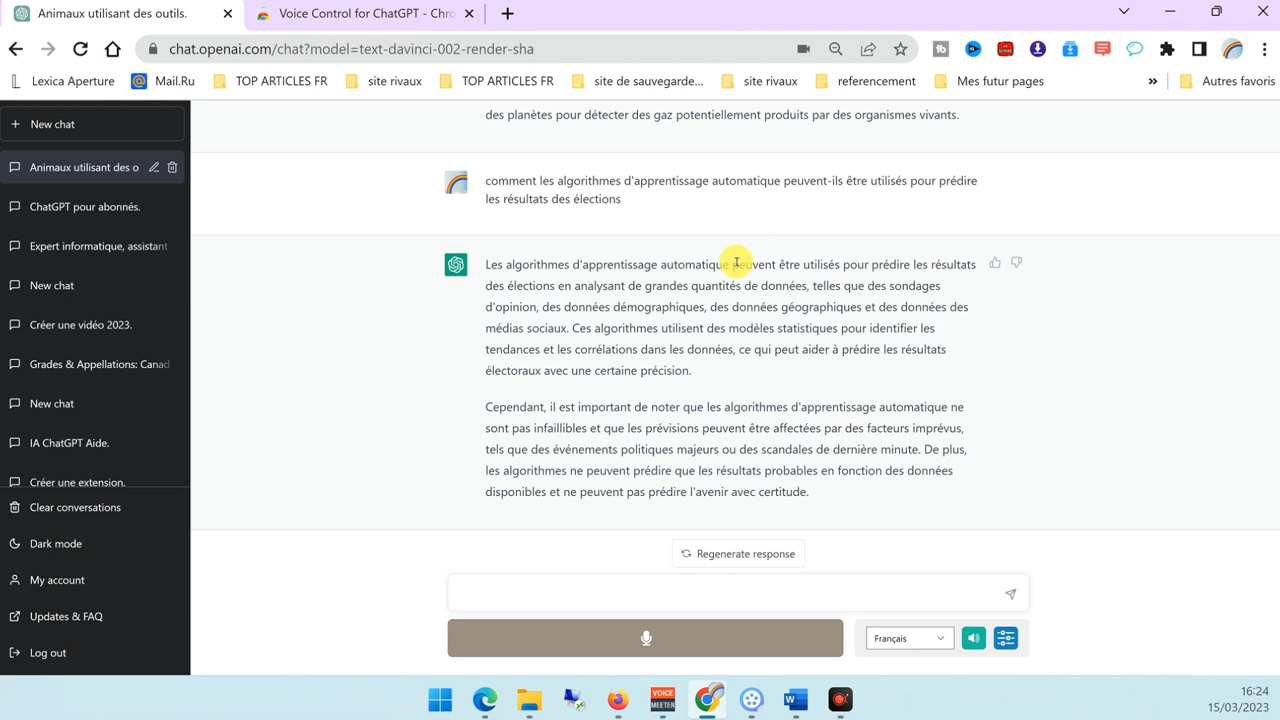 Animaux utilisant des outils.
Voice Control for ChatGPT - Chro
chat.openai.com/chat?model=text-davinci-002-render-sha
Lexica Aperture
Mail.Ru
TOP ARTICLES FR
site rivaux
TOP ARTICLES FR
site de sauvegarde...
site rivaux
referencement
Mes futur pages
»
Autres favoris
New chat
Animaux utilisant des o
ChatGPT pour abonnés.
Expert informatique, assistant
New chat
Créer une vidéo 2023.
Grades & Appellations: Canad
New chat
IA ChatGPT Aide.
Créer une extension.
Clear conversations
Dark mode
My account
Updates & FAQ
Log out
des planètes pour détecter des gaz potentiellement produits par des organismes vivants.
comment les algorithmes d'apprentissage automatique peuvent-ils être utilisés pour prédire
les résultats des élections
Les algorithmes d'apprentissage automatique peuvent être utilisés pour prédire les résultats
des élections en analysant de grandes quantités de données, telles que des sondages
d'opinion, des données démographiques, des données géographiques et des données des
médias sociaux. Ces algorithmes utilisent des modèles statistiques pour identifier les
tendances et les corrélations dans les données, ce qui peut aider à prédire les résultats
électoraux avec une certaine précision.
Cependant, il est important de noter que les algorithmes d'apprentissage automatique ne
sont pas infaillibles et que les prévisions peuvent être affectées par des facteurs imprévus,
tels que des événements politiques majeurs ou des scandales de dernière minute. De plus,
les algorithmes ne peuvent prédire que les résultats probables en fonction des données
disponibles et ne peuvent pas prédire l'avenir avec certitude.
Regenerate response
Français
VOICE
MEETER
16:24
15/03/2023